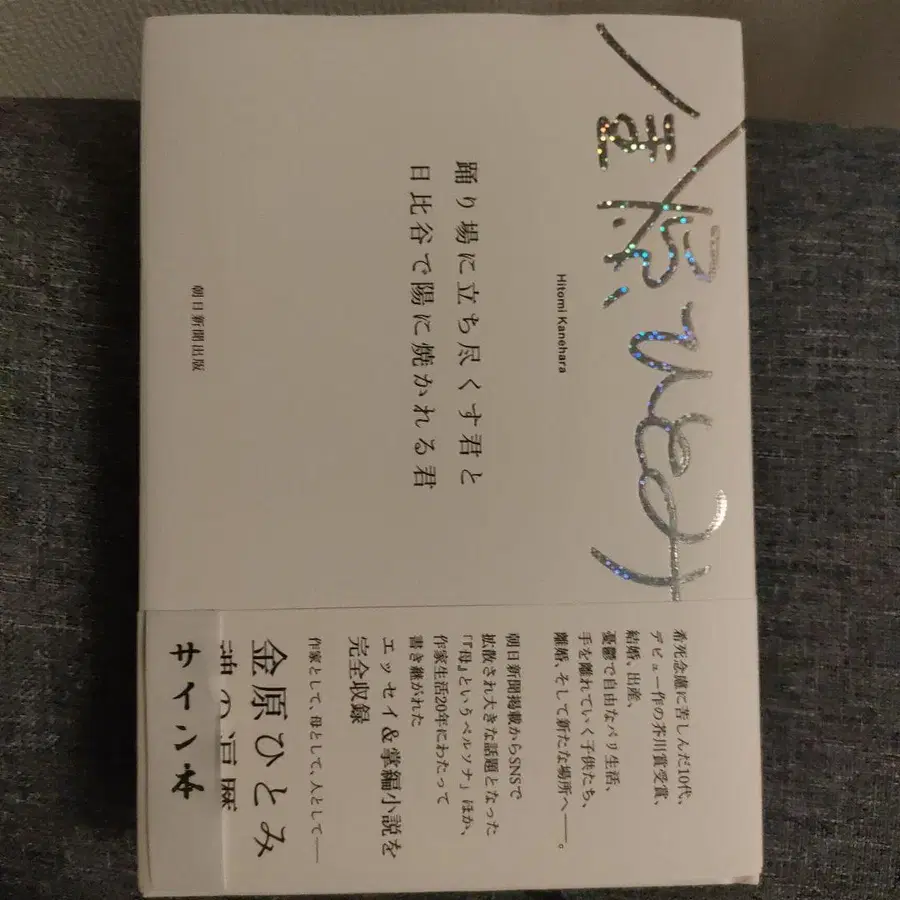 金原ひとみ
Hitomi Kanehara
踊り場に立ち尽くす君と
日比谷で陽に焼かれる君
朝日新聞出版
希死念慮に苦しんだ10代、
デビュー作の芥川賞受賞、
結婚、出産、
憂鬱で自由なパリ生活、
手を離れていく子供たち、
離婚、そして新たな場所へ――。
朝日新聞掲載からSNSで
拡散され大きな話題となった
「『母』というペルソナ」ほか、
作家生活20年にわたって
書き継がれた
エッセイ&掌編小説を
完全収録
作家として、母として、人として――
金原ひとみ
サイン本